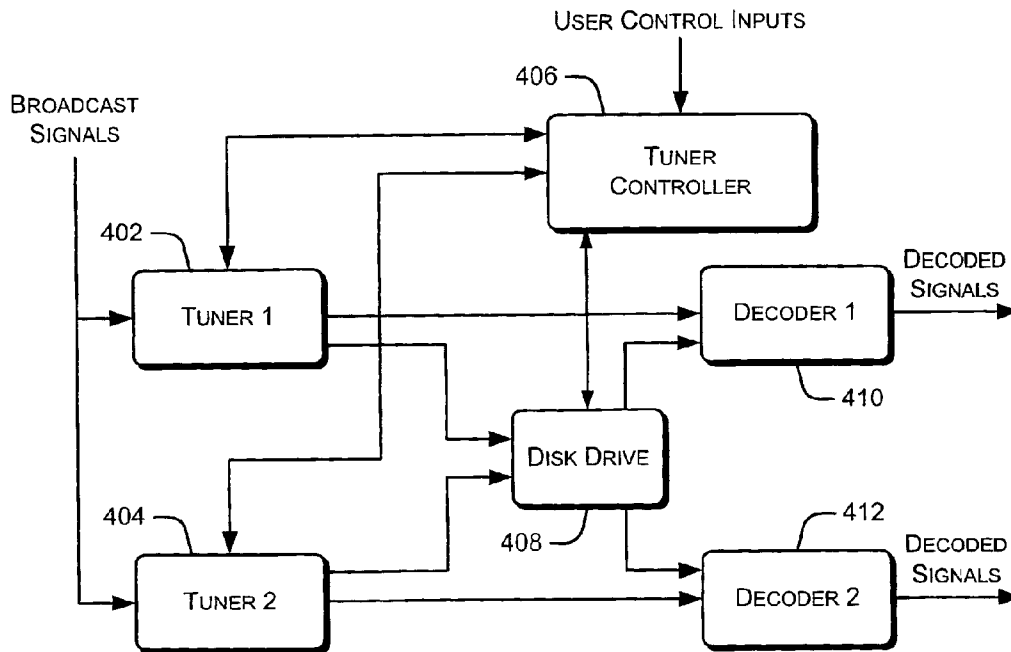 USER CONTROL INPUTS
406
BROADCAST
SIGNALS
TUNER
CONTROLLER
402
TUNER 1
DECODER 1
DECODED
SIGNALS
410
DISK DRIVE
408
404
TUNER 2
412
DECODER 2
DECODED
SIGNALS